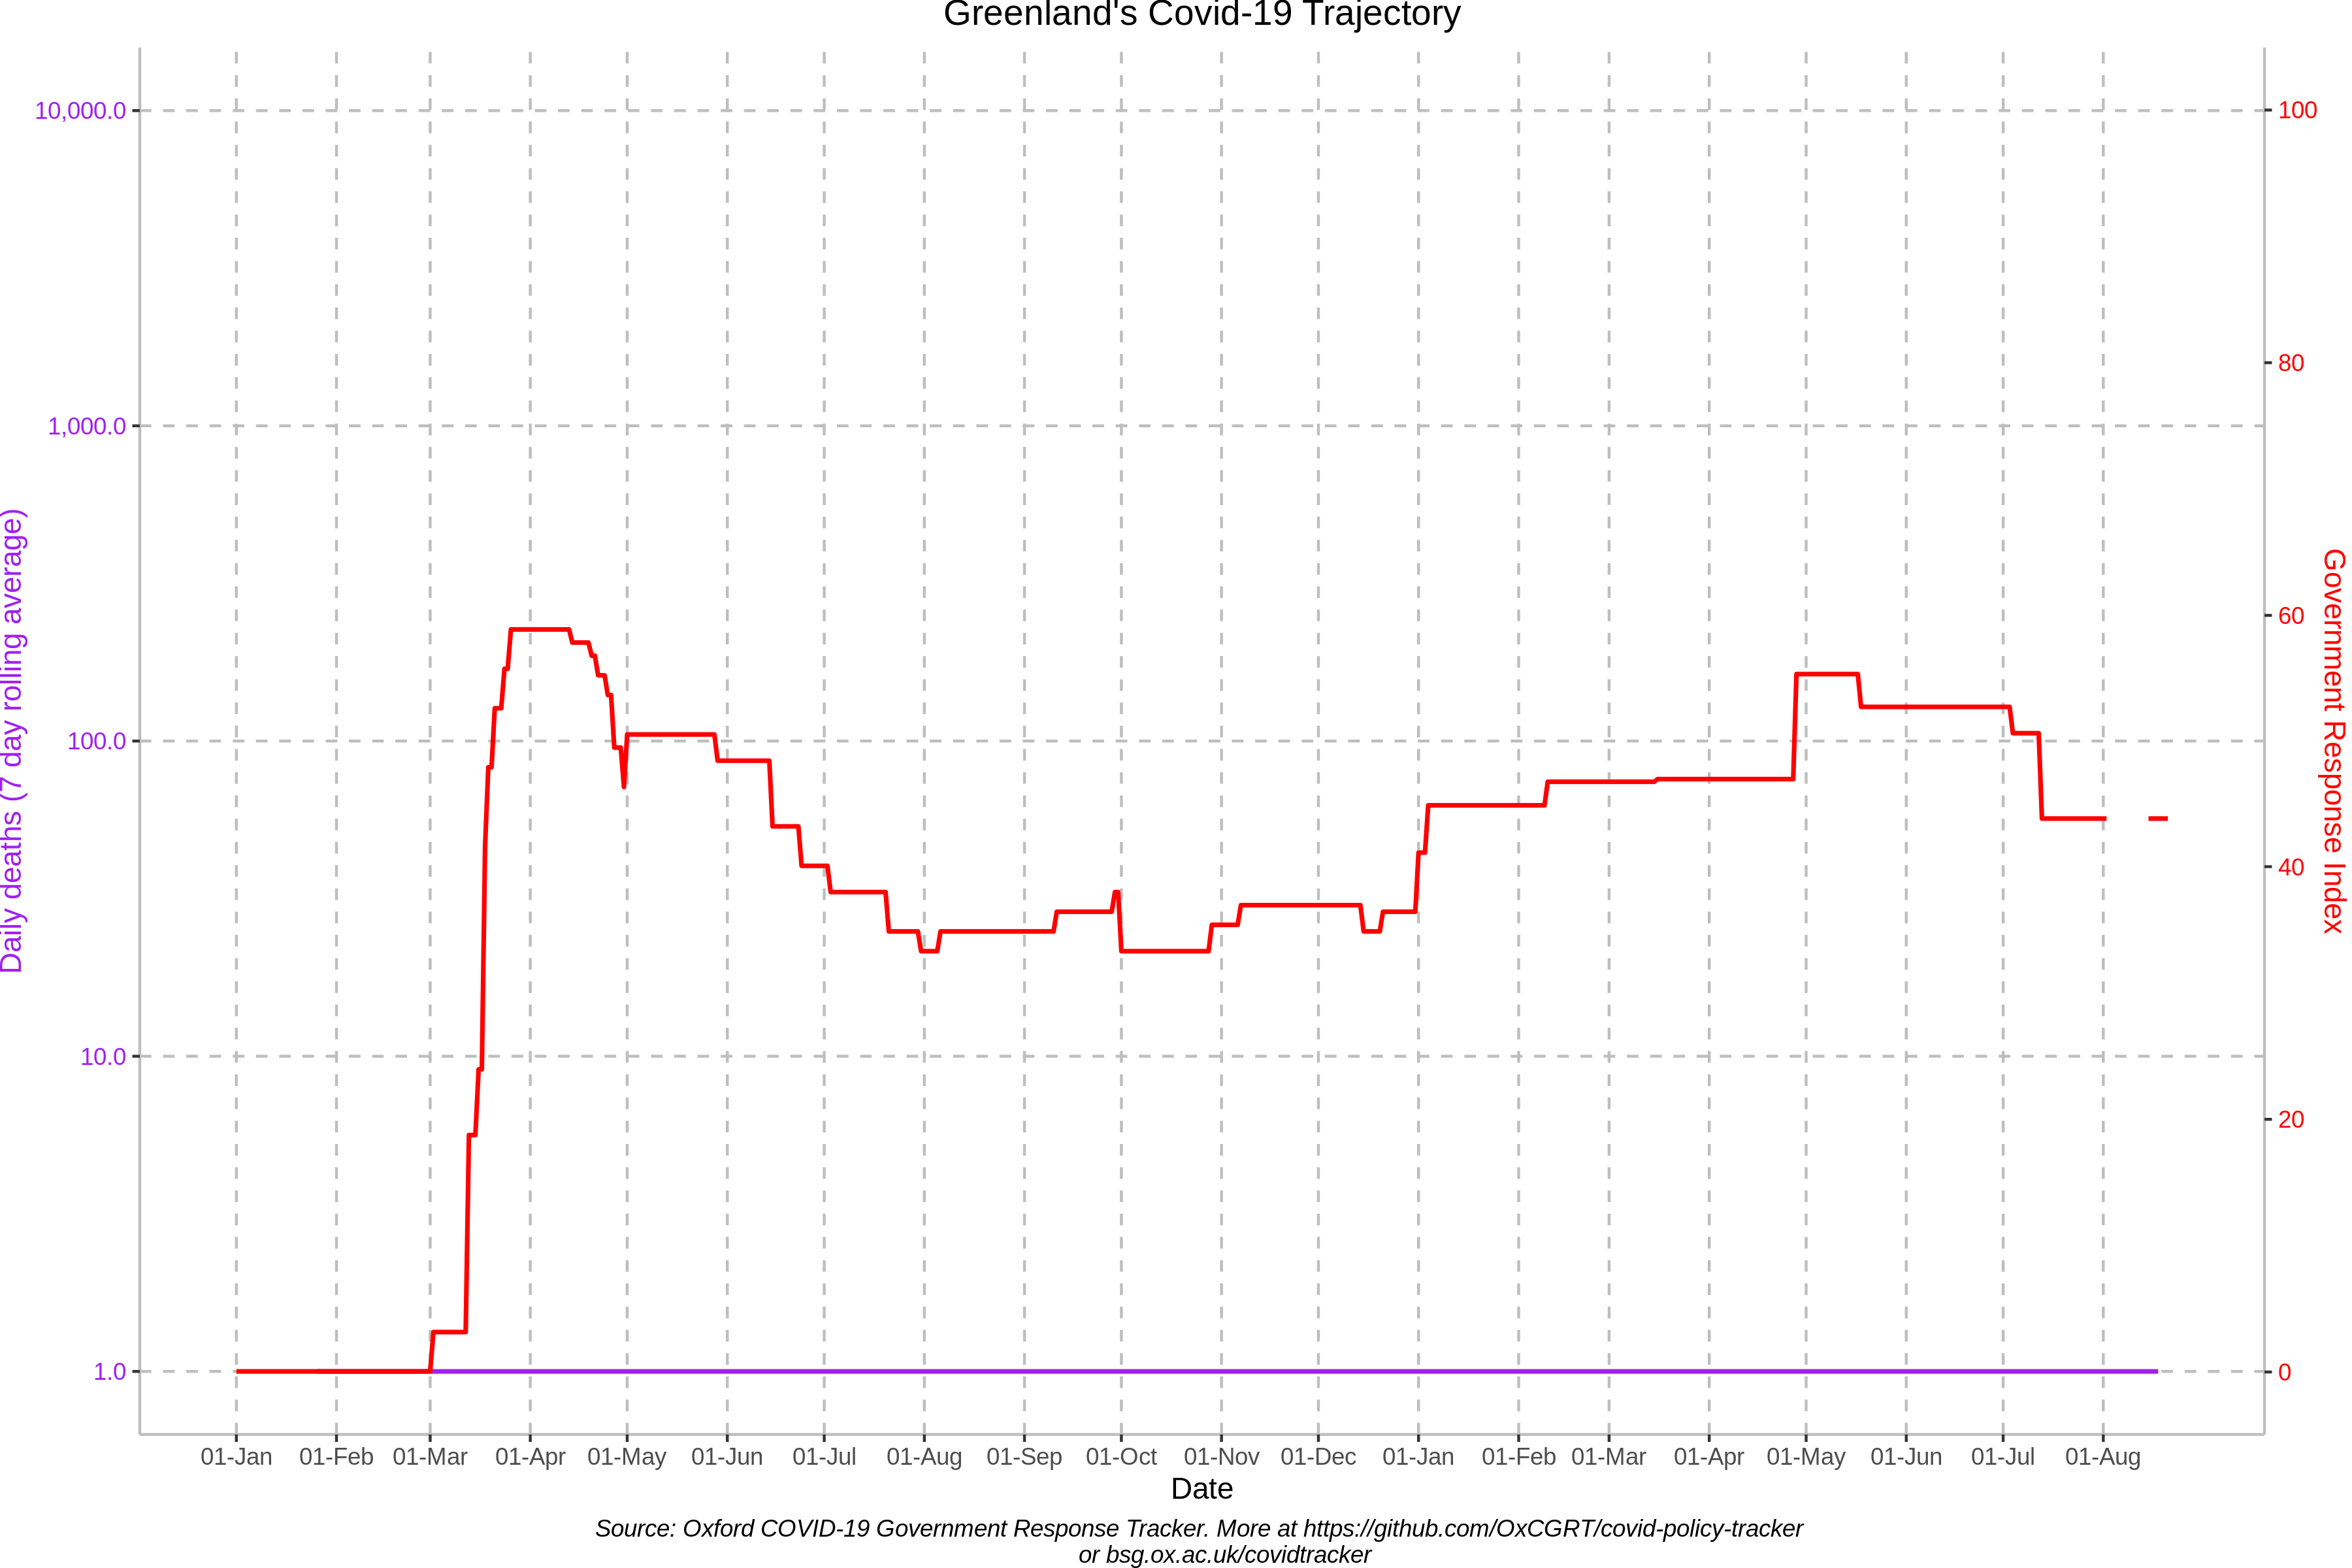 Greenland's Covid-19 Trajectory
10,000.0
1,000.0
100.0
10.0
1.0
Daily deaths (7 day rolling average)
100
80
60
40
20
0
Government Response Index
01-Jan 01-Feb 01-Mar 01-Apr 01-May 01-Jun 01-Jul 01-Aug 01-Sep 01-Oct 01-Nov 01-Dec 01-Jan 01-Feb 01-Mar 01-Apr 01-May 01-Jun 01-Jul 01-Aug
Date
Source: Oxford COVID-19 Government Response Tracker. More at https://github.com/OxCGRT/covid-policy-tracker
or bsg.ox.ac.uk/covidtracker